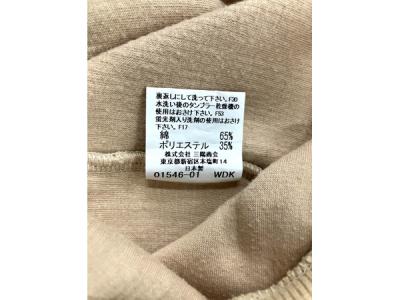 裏返しにして洗って下さい。F20
水洗い後のタンブラー乾燥機の
使用はお避け下さい。F53
蛍光剤入り洗剤の使用はお避け
下さい。F17
綿 65%
ポリエステル 35%
株式会社 三陽商会
東京都新宿区本塩町14
日本製
01546-01 WDK